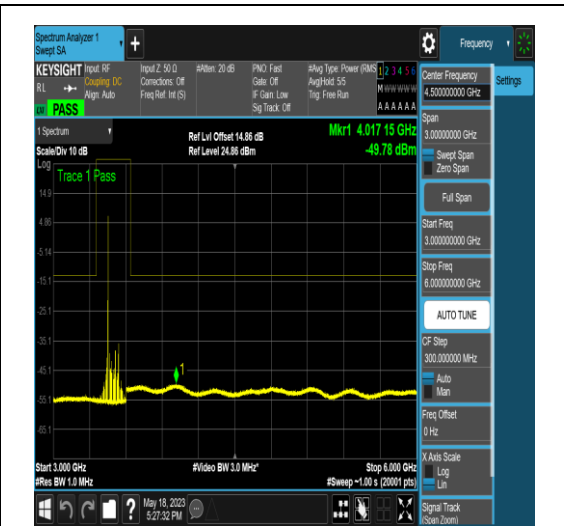 Spectrum Analyzer 1
Swept SA
+
Frequency
KEYSIGHT
RL
PASS
Input: RF
Coupling: DC
Align: Auto
Input Z: 50 Ω
Corrections: Off
Freq Ref: Int (S)
#Atten: 20 dB
PNO: Fast
Gate: Off
IF Gain: Low
Sig Track: Off
#Avg Type: Power (RMS
Avg|Hold: 5/5
Trig: Free Run
1 2 3 4 5 6
M W W W W W
A A A A A A
1 Spectrum
Scale/Div 10 dB
Ref Lvl Offset 14.86 dB
Ref Level 24.86 dBm
Mkr1 4.017 15 GHz
-49.78 dBm
Log
Trace 1 Pass
14.9
4.86
-5.14
-15.1
-25.1
-35.1
-45.1
-55.1
-65.1
1
Start 3.000 GHz
#Res BW 1.0 MHz
#Video BW 3.0 MHz*
Stop 6.000 GHz
#Sweep ~1.00 s (20001 pts)
?
May 18, 2023
5:27:32 PM
Center Frequency
4.500000000 GHz
Settings
Span
3.00000000 GHz
Swept Span
Zero Span
Full Span
Start Freq
3.000000000 GHz
Stop Freq
6.000000000 GHz
AUTO TUNE
CF Step
300.000000 MHz
Auto
Man
Freq Offset
0 Hz
X Axis Scale
Log
Lin
Signal Track
(Span Zoom)